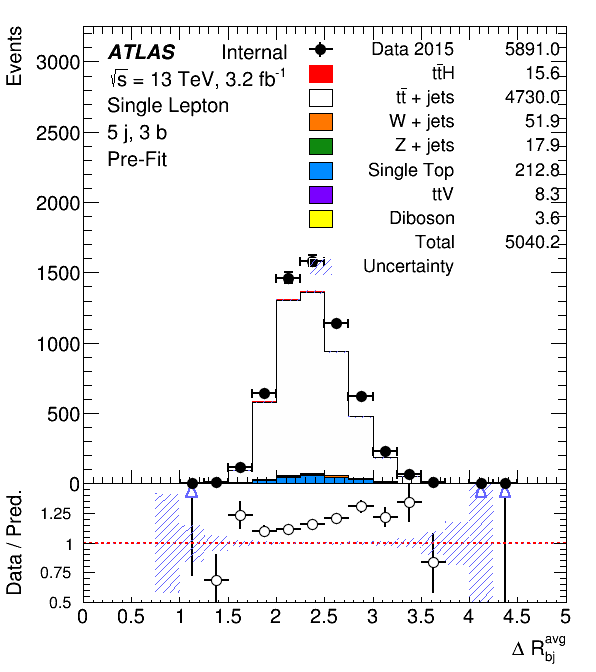 Events
3000
2500
2000
1500
1000
500
0
ATLAS Internal
√s = 13 TeV, 3.2 fb⁻¹
Single Lepton
5 j, 3 b
Pre-Fit
Data 2015 5891.0
tt̄H 15.6
tt̄ + jets 4730.0
W + jets 51.9
Z + jets 17.9
Single Top 212.8
ttV 8.3
Diboson 3.6
Total 5040.2
Uncertainty
Data / Pred.
1.25
1
0.75
0.5
0 0.5 1 1.5 2 2.5 3 3.5 4 4.5 5
Δ R_bj^avg